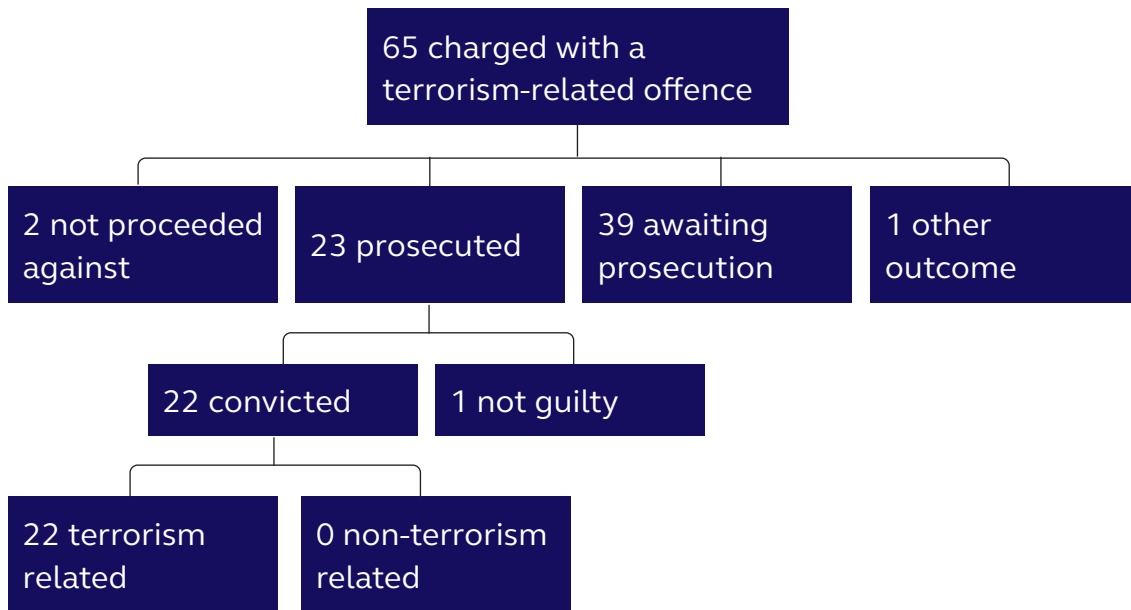 65 charged with a
terrorism-related offence
2 not proceeded
against
23 prosecuted
39 awaiting
prosecution
1 other
outcome
22 convicted
1 not guilty
22 terrorism
related
0 non-terrorism
related